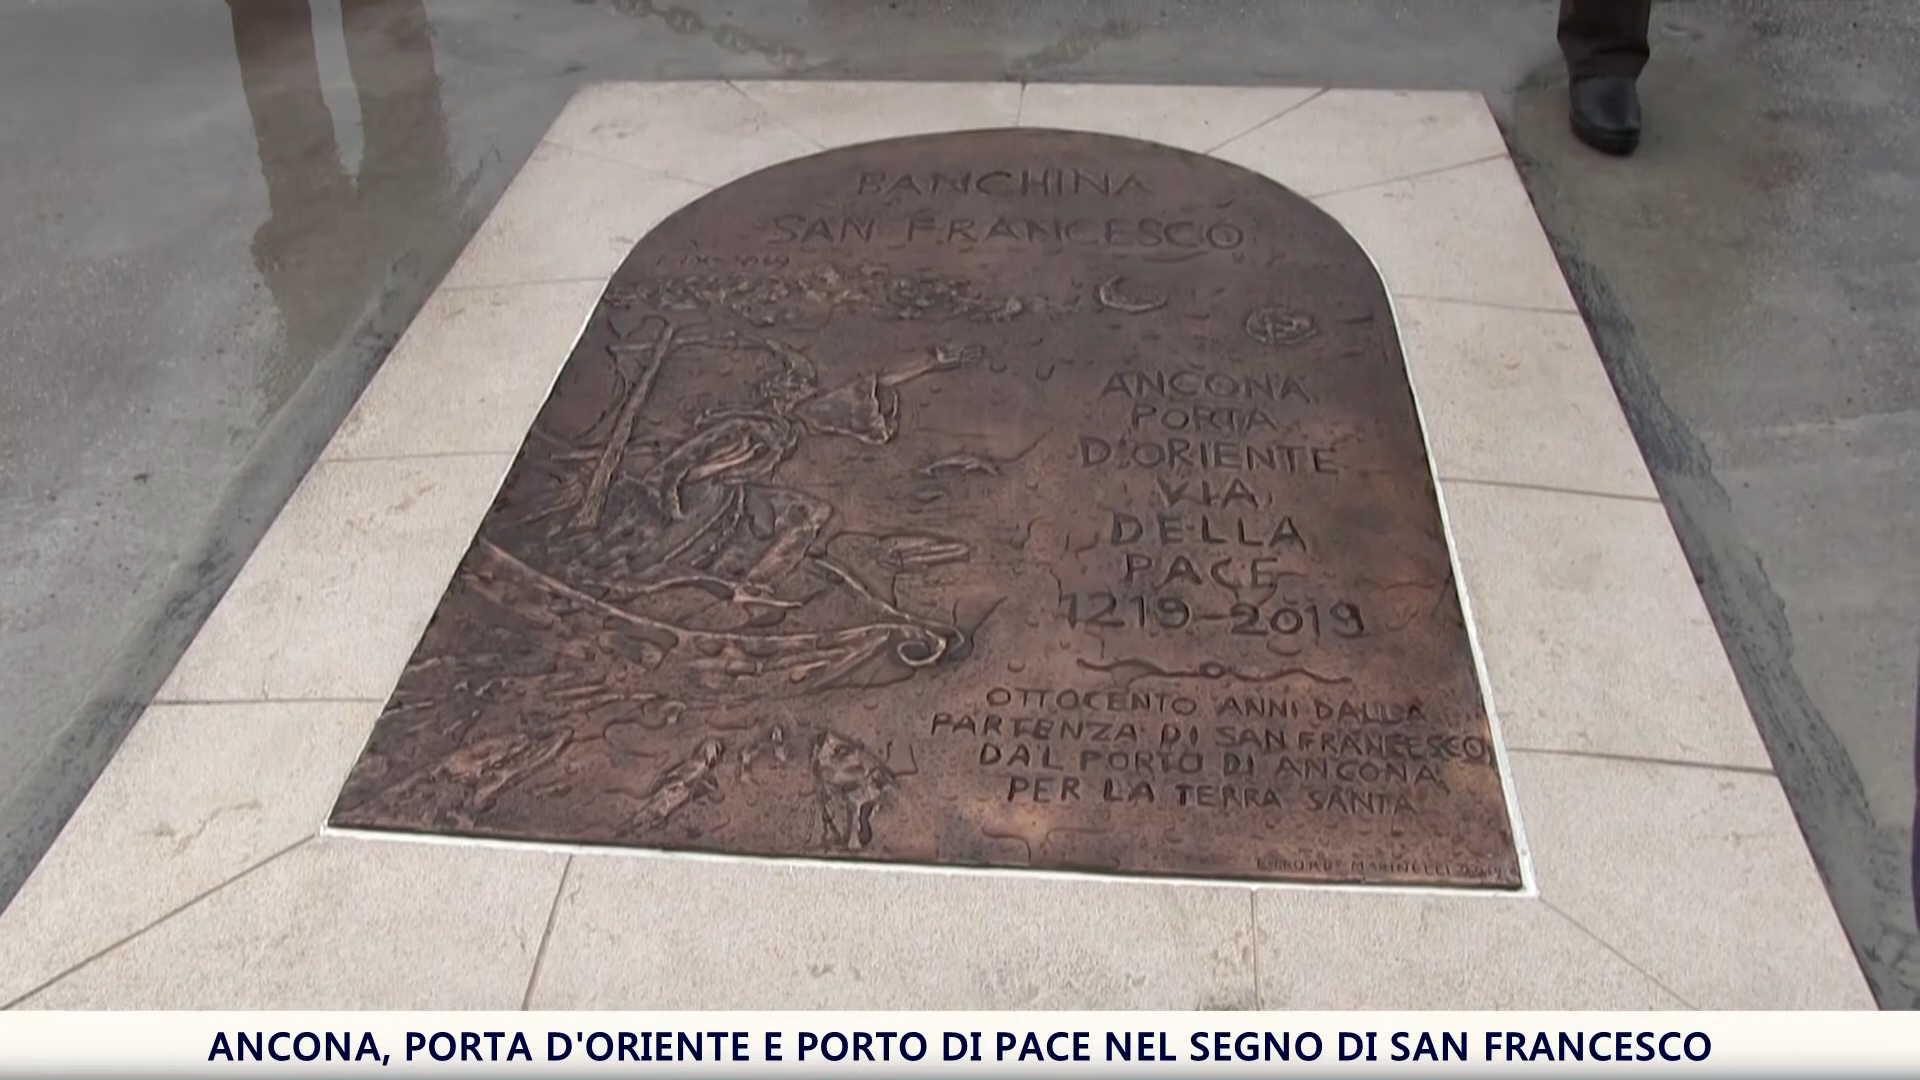 BANCHINA
SAN FRANCESCO
ANCONA
PORTA
D'ORIENTE
VIA
DELLA
PACE
1219-2019
OTTOCENTO ANNI DALLA
PARTENZA DI SAN FRANCESCO
DAL PORTO DI ANCONA
PER LA TERRA SANTA
MARINELLI
ANCONA, PORTA D'ORIENTE E PORTO DI PACE NEL SEGNO DI SAN FRANCESCO